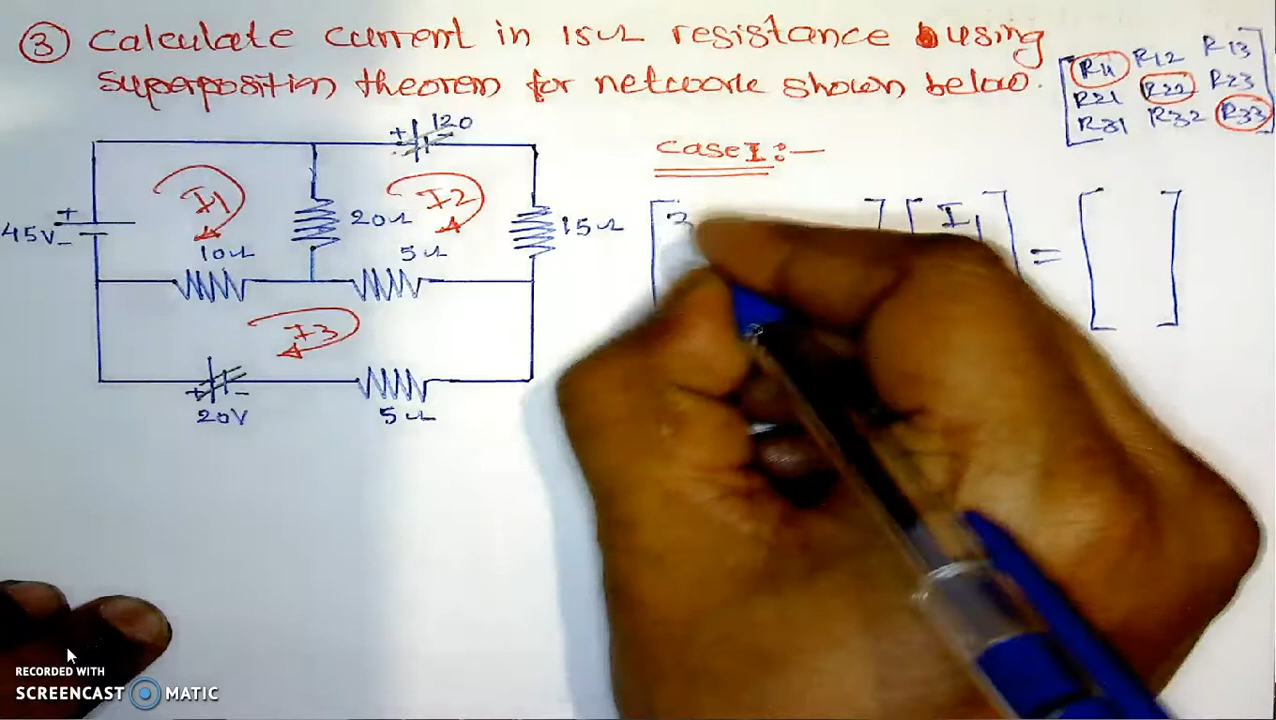 ③ calculate current in 15Ω resistance using
superposition theorem for network shown below.
R11 R12 R13
R21 R22 R23
R31 R32 R33
120
case I :-
+
I1
I2
I1
3
20Ω
15Ω
=
45V
+
-
10Ω
5Ω
I3
+ -
20V
5Ω
RECORDED WITH
SCREENCAST MATIC